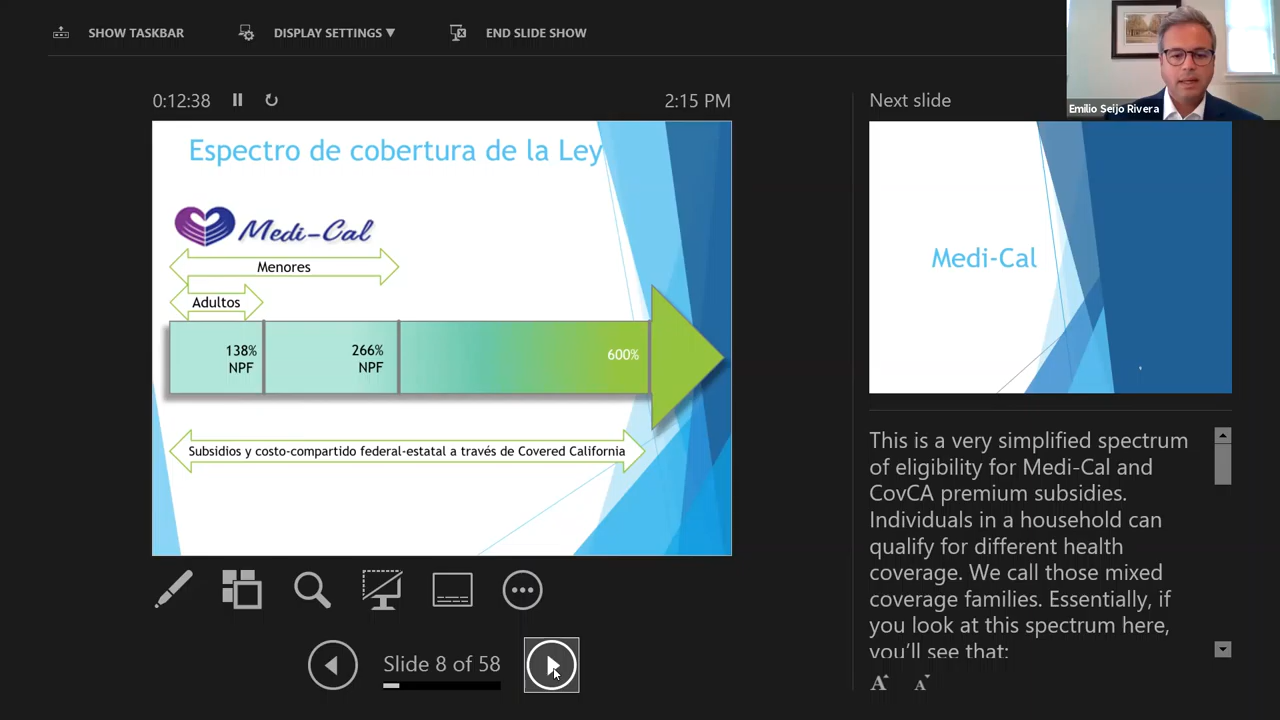 SHOW TASKBAR
DISPLAY SETTINGS ▼
END SLIDE SHOW
Emilio Seijo Rivera
0:12:38
2:15 PM
Espectro de cobertura de la Ley
Medi-Cal
Menores
Adultos
138%
NPF
266%
NPF
600%
Subsidios y costo-compartido federal-estatal a través de Covered California
Slide 8 of 58
Next slide
Medi-Cal
This is a very simplified spectrum
of eligibility for Medi-Cal and
CovCA premium subsidies.
Individuals in a household can
qualify for different health
coverage. We call those mixed
coverage families. Essentially, if
you look at this spectrum here,
you'll see that:
A A